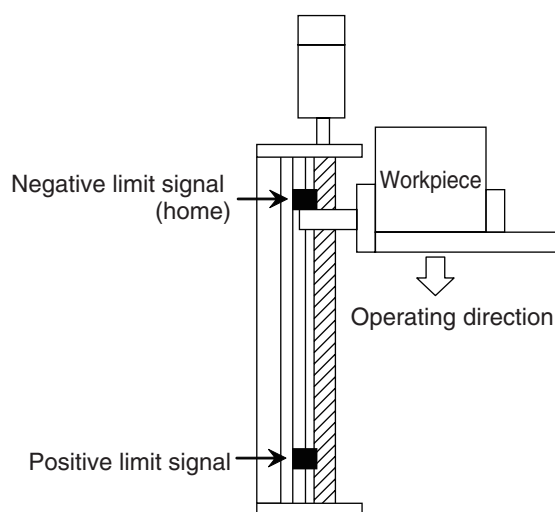 Negative limit signal
(home)
Workpiece
Operating direction
Positive limit signal